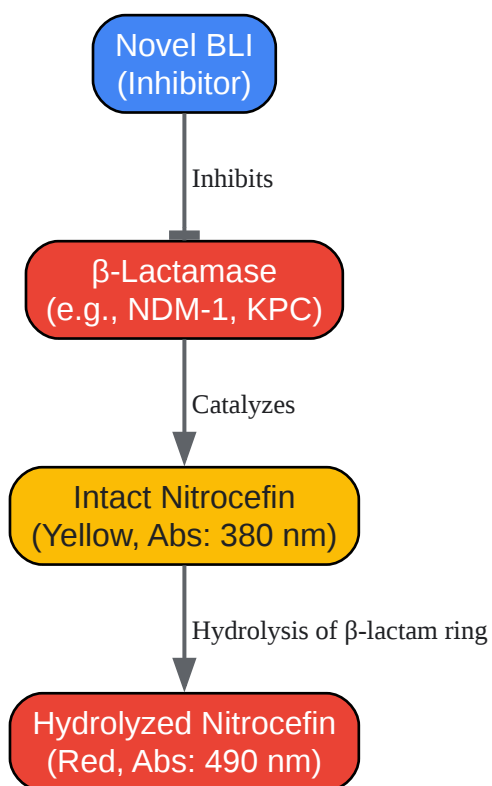 Novel BLI
(Inhibitor)
Inhibits
β-Lactamase
(e.g., NDM-1, KPC)
Catalyzes
Intact Nitrocefin
(Yellow, Abs: 380 nm)
Hydrolysis of β-lactam ring
Hydrolyzed Nitrocefin
(Red, Abs: 490 nm)